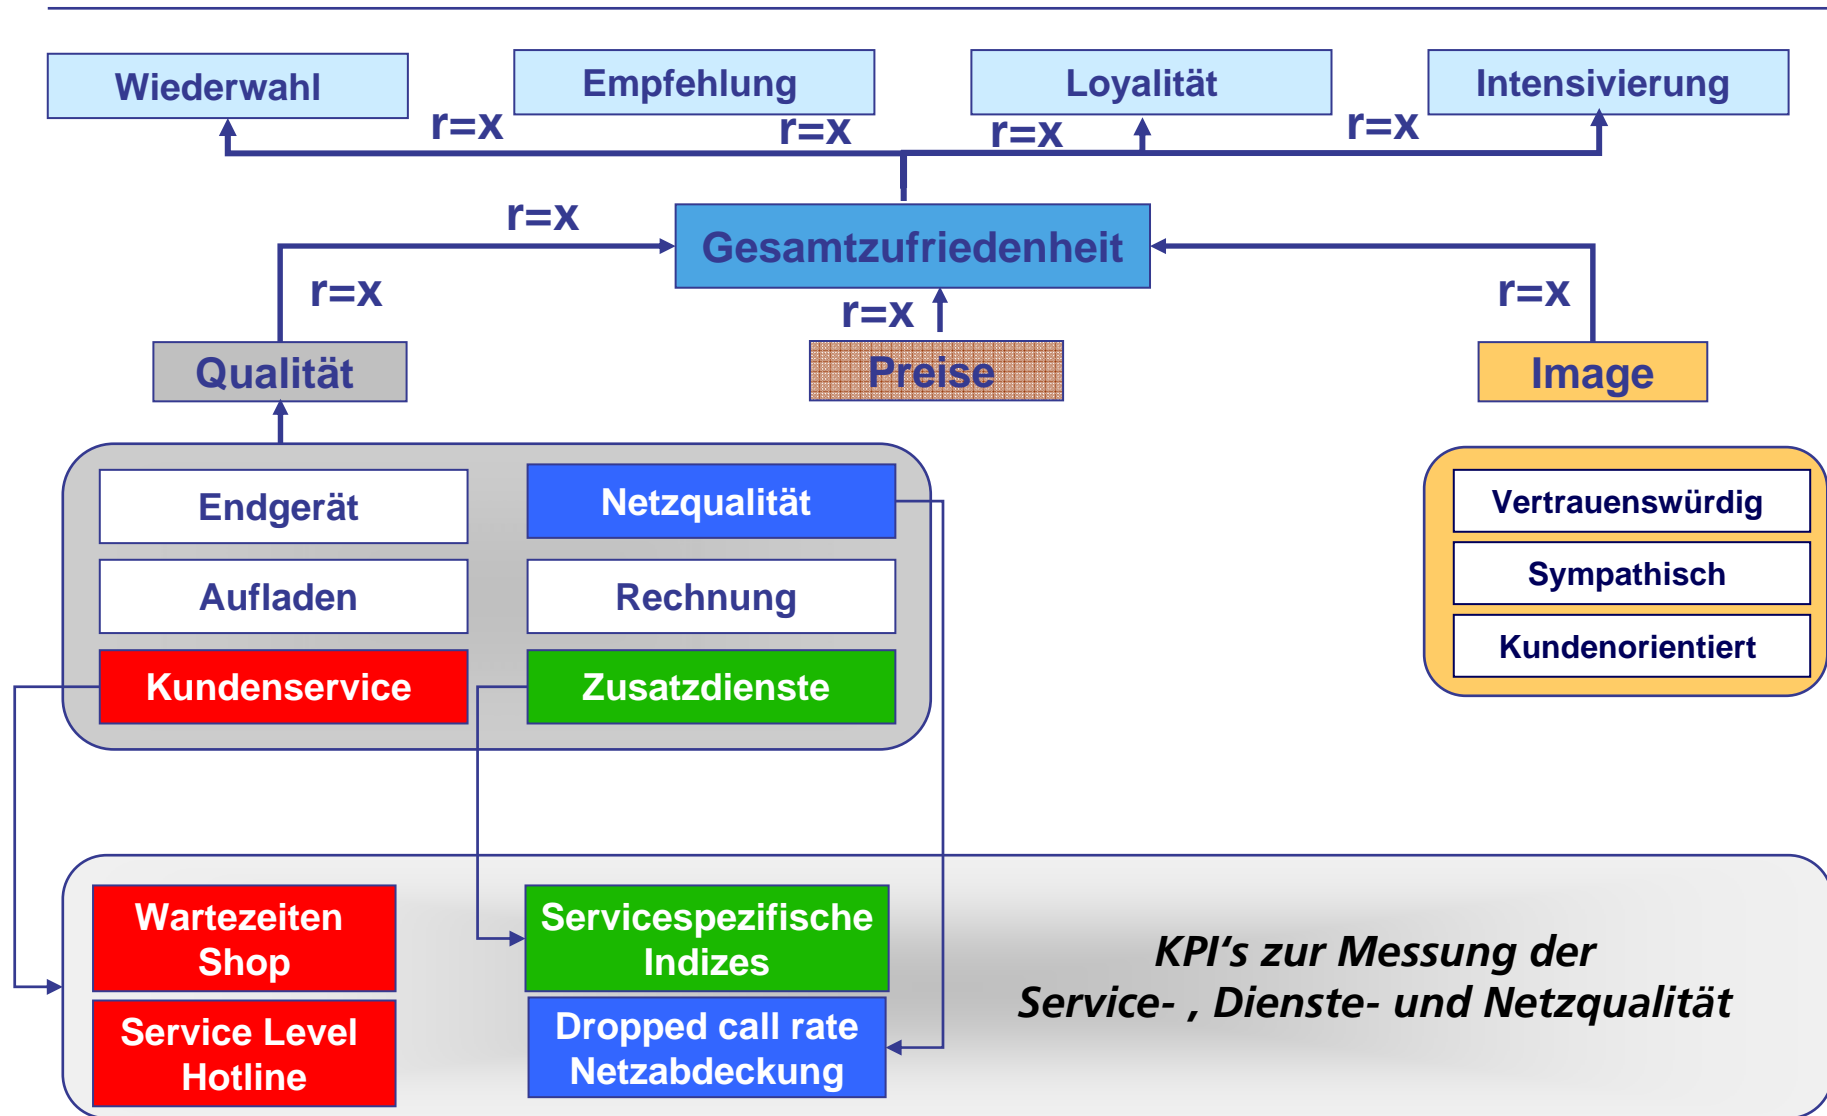 Wiederwahl
Empfehlung
Loyalität
Intensivierung
r=x
r=x
r=x
r=x
r=x
Gesamtzufriedenheit
r=x
r=x
r=x
Qualität
Preise
Image
Endgerät
Netzqualität
Aufladen
Rechnung
Kundenservice
Zusatzdienste
Vertrauenswürdig
Sympathisch
Kundenorientiert
Wartezeiten
Shop
Servicespezifische
Indizes
Service Level
Hotline
Dropped call rate
Netzabdeckung
KPI‘s zur Messung der
Service- , Dienste- und Netzqualität